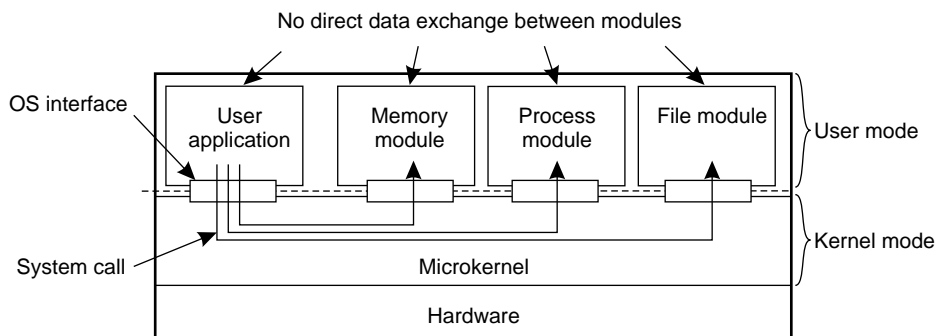 No direct data exchange between modules
OS interface
User
application
Memory
module
Process
module
File module
User mode
System call
Microkernel
Kernel mode
Hardware